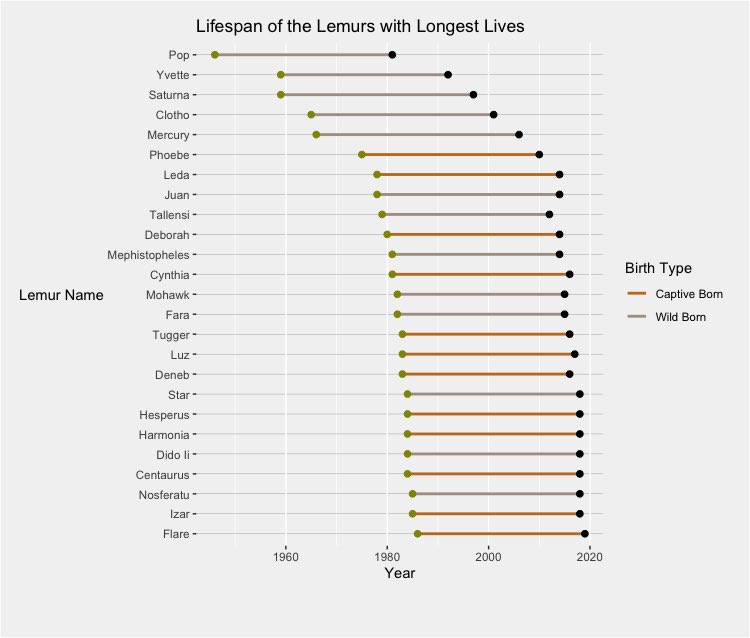 Lifespan of the Lemurs with Longest Lives
Pop
Yvette
Saturna
Clotho
Mercury
Phoebe
Leda
Juan
Tallensi
Deborah
Mephistopheles
Cynthia
Mohawk
Fara
Tugger
Luz
Deneb
Star
Hesperus
Harmonia
Dido Ii
Centaurus
Nosferatu
Izar
Flare
Lemur Name
1960 1980 2000 2020
Year
Birth Type
Captive Born
Wild Born